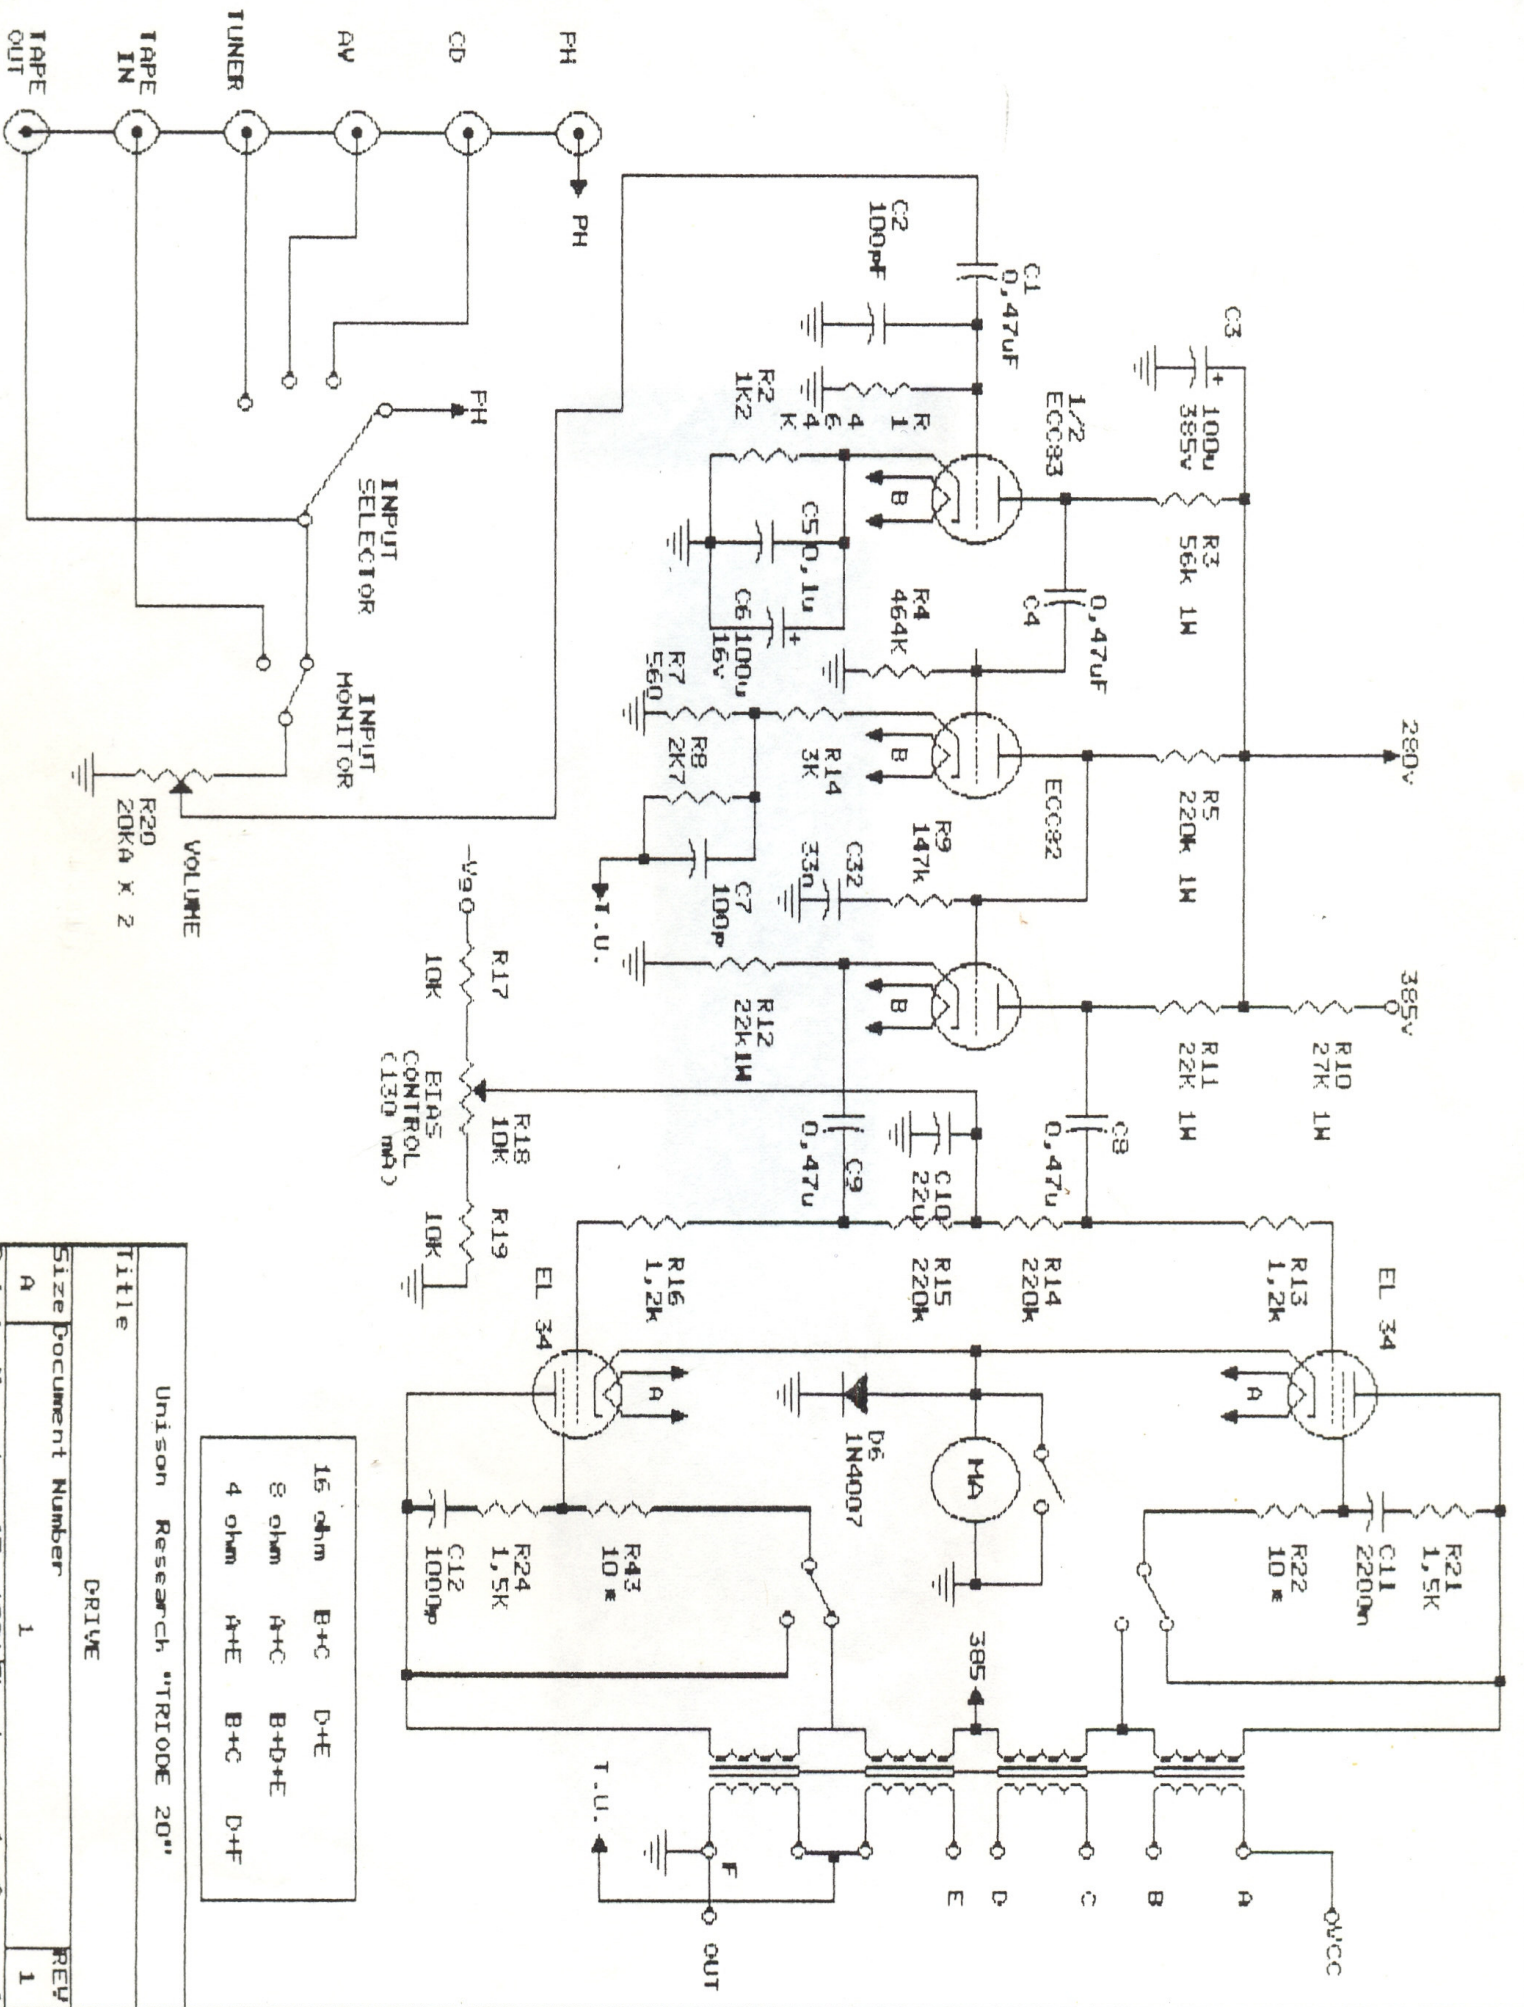 PH
CD
AV
TUNER
TAPE
IN
TAPE
OUT
PH
PH
INPUT
SELECTOR
INPUT
MONITOR
VOLUME
R20
20KA X 2
C1
0,47uF
C2
100pF
R
1
4
6
4
K
R2
1K2
C3
100u
385v
1/2
ECC83
B
C5 0,1u
C6 100u
16v
R3
56k 1W
0,47uF
C4
R4
464K
280v
R5
220k 1W
ECC82
B
R14
3K
R7
560
R8
2K7
C7
100p
T.U.
R9
147k
C32
33n
B
R12
22k1W
385v
R10
27K 1W
R11
22K 1W
C8
0,47u
C9
0,47u
C10
22u
R17
10K
R18
10K
BIAS
CONTROL
(130 mA)
R19
10K
R13
1,2k
R14
220k
R15
220k
R16
1,2k
EL 34
EL 34
A
A
MA
D6
1N4007
R21
1,5K
C11
2200n
R22
10 *
R43
10 *
R24
1,5K
C12
1000p
385
VCC
A
B
C
D
E
F
T.U.
OUT
16 ohm B+C D+E
8 ohm A+C B+D+E
4 ohm A+E B+C D+F
Unison Research "TRIODE 20"
Title
DRIVE
Size Document Number REV
A 1 1